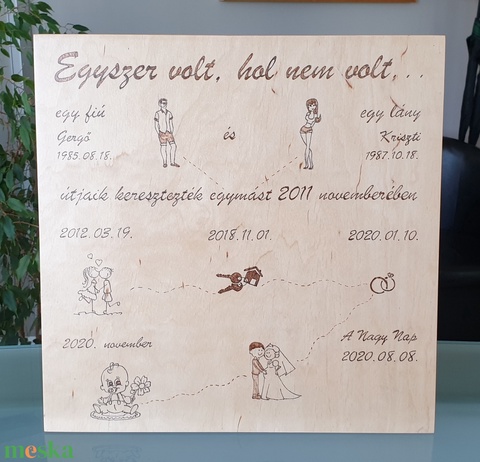 Egyszer volt, hol nem volt,...
egy fiú
és
egy lány
Gergő
Kriszti
1985.08.18.
1987.10.18.
útjaik keresztezték egymást 2011 novemberében
2012.03.19.
2018.11.01.
2020.01.10.
2020. november
A Nagy Nap
2020.08.08.
meska